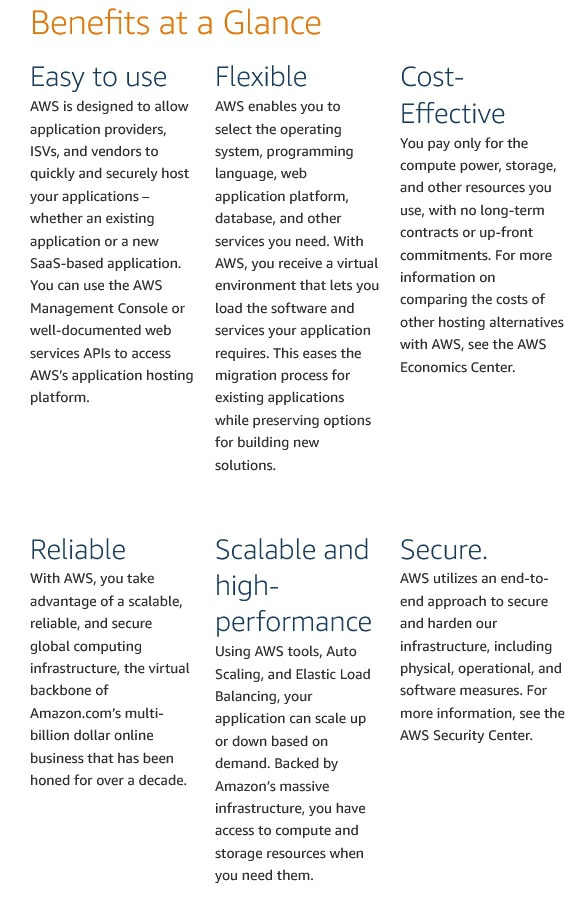 Benefits at a Glance
Easy to use
AWS is designed to allow
application providers,
ISVs, and vendors to
quickly and securely host
your applications –
whether an existing
application or a new
SaaS-based application.
You can use the AWS
Management Console or
well-documented web
services APIs to access
AWS's application hosting
platform.
Flexible
AWS enables you to
select the operating
system, programming
language, web
application platform,
database, and other
services you need. With
AWS, you receive a virtual
environment that lets you
load the software and
services your application
requires. This eases the
migration process for
existing applications
while preserving options
for building new
solutions.
Cost-
Effective
You pay only for the
compute power, storage,
and other resources you
use, with no long-term
contracts or up-front
commitments. For more
information on
comparing the costs of
other hosting alternatives
with AWS, see the AWS
Economics Center.
Reliable
With AWS, you take
advantage of a scalable,
reliable, and secure
global computing
infrastructure, the virtual
backbone of
Amazon.com's multi-
billion dollar online
business that has been
honed for over a decade.
Scalable and
high-
performance
Using AWS tools, Auto
Scaling, and Elastic Load
Balancing, your
application can scale up
or down based on
demand. Backed by
Amazon's massive
infrastructure, you have
access to compute and
storage resources when
you need them.
Secure.
AWS utilizes an end-to-
end approach to secure
and harden our
infrastructure, including
physical, operational, and
software measures. For
more information, see the
AWS Security Center.